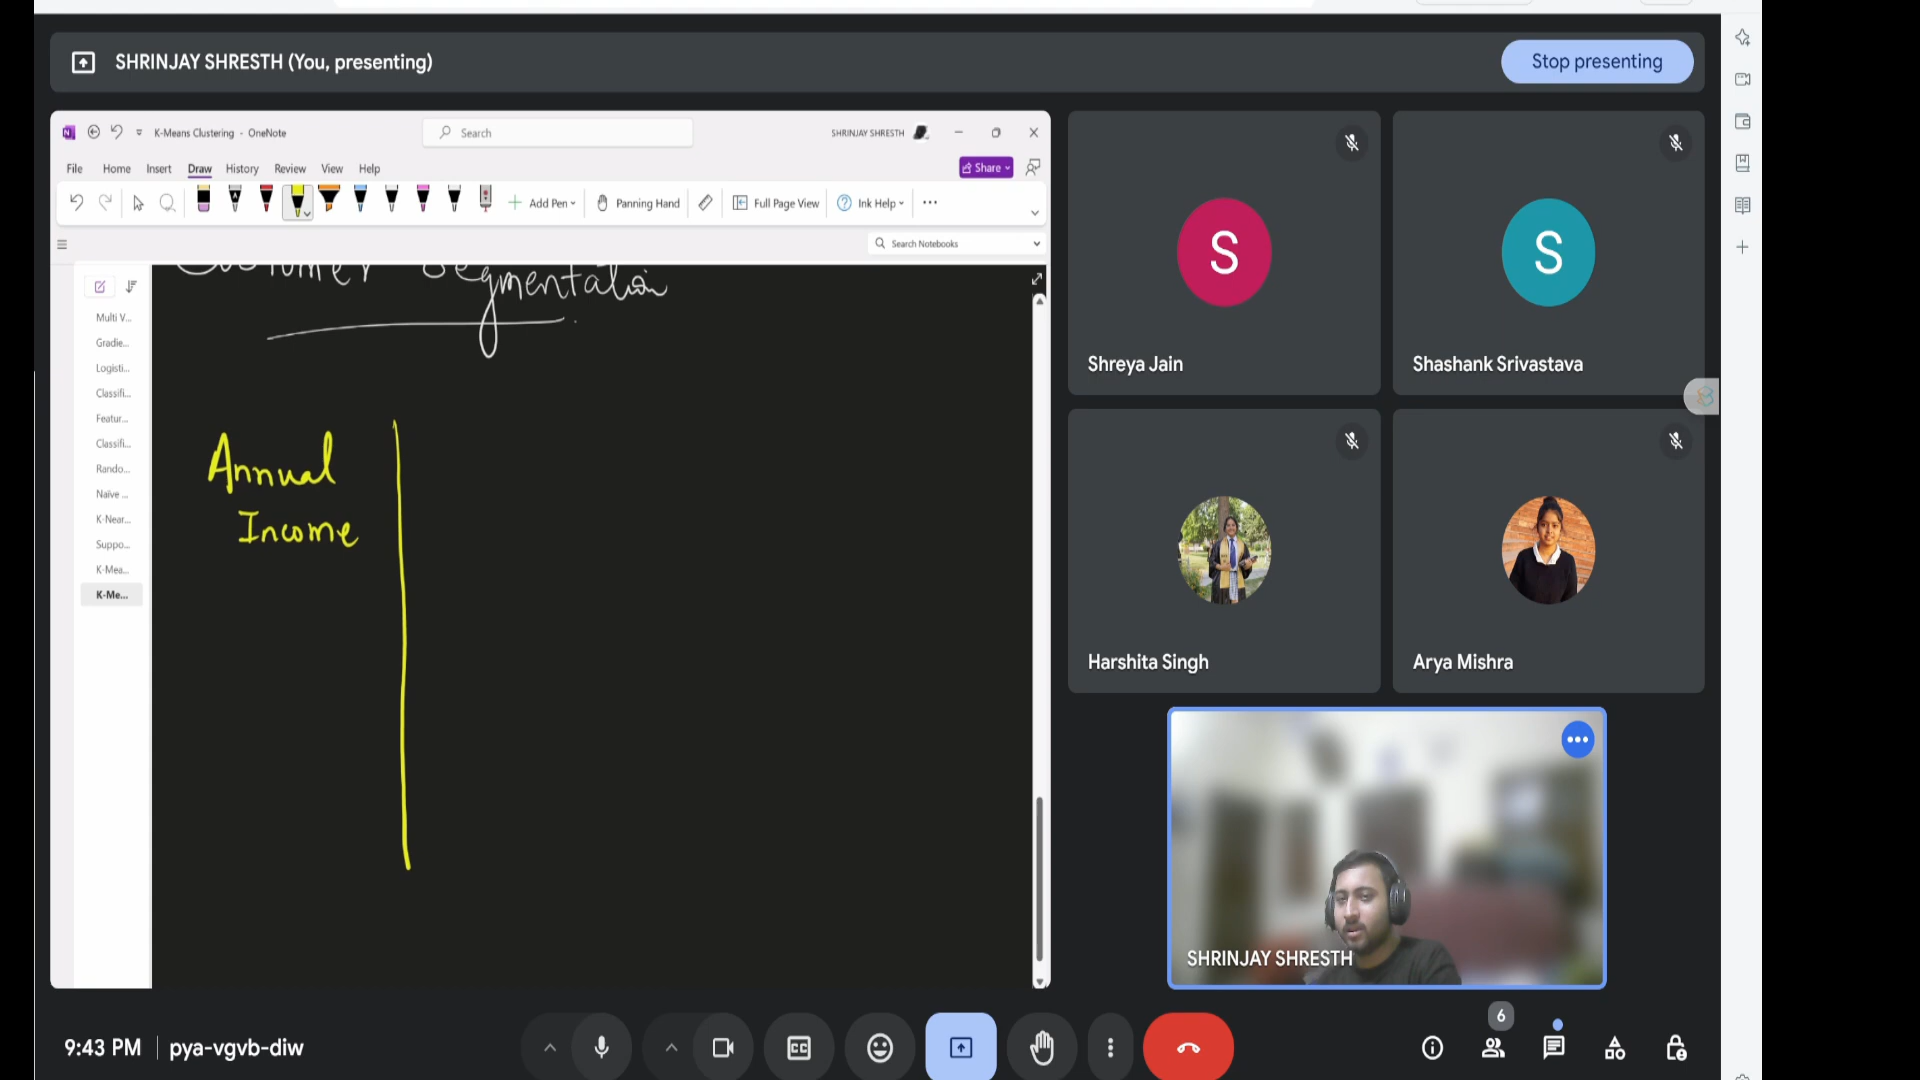 SHRINJAY SHRESTH (You, presenting)
Stop presenting
K-Means Clustering - OneNote
Search
SHRINJAY SHRESTH
File Home Insert Draw History Review View Help
Share
Add Pen
Panning Hand
Full Page View
Ink Help
Search Notebooks
Customer Segmentation
Multi V...
Gradie...
Logisti...
Classifi...
Featur...
Classifi...
Rando...
Naive ...
K-Near...
Suppo...
K-Mea...
K-Me...
Annual
Income
S
Shreya Jain
S
Shashank Srivastava
Harshita Singh
Arya Mishra
SHRINJAY SHRESTH
9:43 PM | pya-vgvb-diw
CC
6